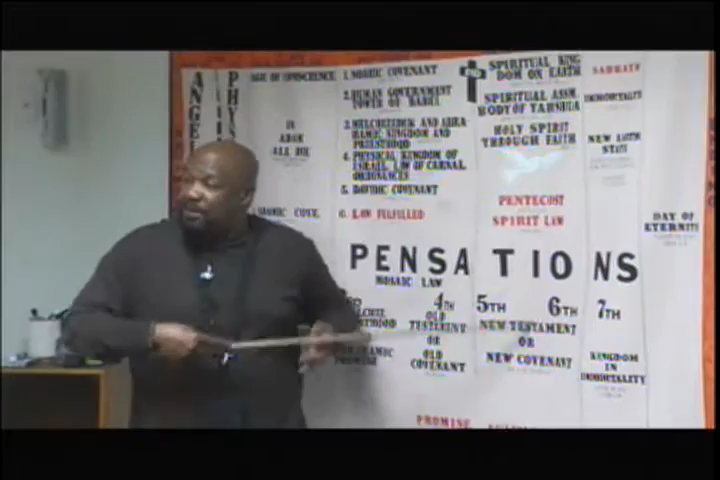 ANGEL
PHYS
AGE OF CONSCIENCE
IN
ADAM
ALL DIE
1. NOAHIC COVENANT
2. HUMAN GOVERNMENT
TOWER OF BABEL
3. MELCHIZEDEK AND ABRA
HAMIC KINGDOM AND
PRIESTHOOD
4. PHYSICAL KINGDOM OF
ISRAEL LAW OF CARNAL
ORDINANCES
5. DAVIDIC COVENANT
6. LAW FULFILLED
SPIRITUAL KING
DOM ON EARTH
SPIRITUAL ASSM.
BODY OF YAHSHUA
HOLY SPIRIT
THROUGH FAITH
PENTECOST
SPIRIT LAW
SABBATH
IMMORTALITY
NEW EARTH
STATE
DAY OF
ETERNITY
PENSATIONS
MOSAIC LAW
4TH
OLD
TESTAMENT
OR
OLD
COVENANT
5TH
6TH
NEW TESTAMENT
OR
NEW COVENANT
7TH
KINGDOM
IN
IMMORTALITY
PROMISE